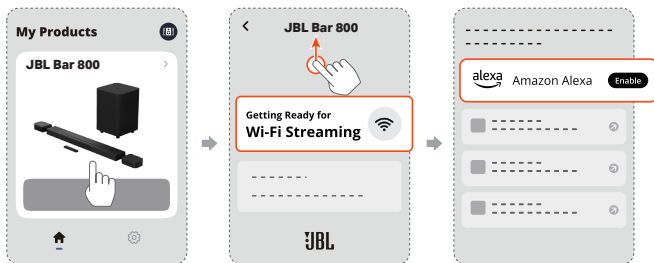 My Products
JBL Bar 800
JBL Bar 800
Getting Ready for
Wi-Fi Streaming
JBL
alexa
Amazon Alexa
Enable